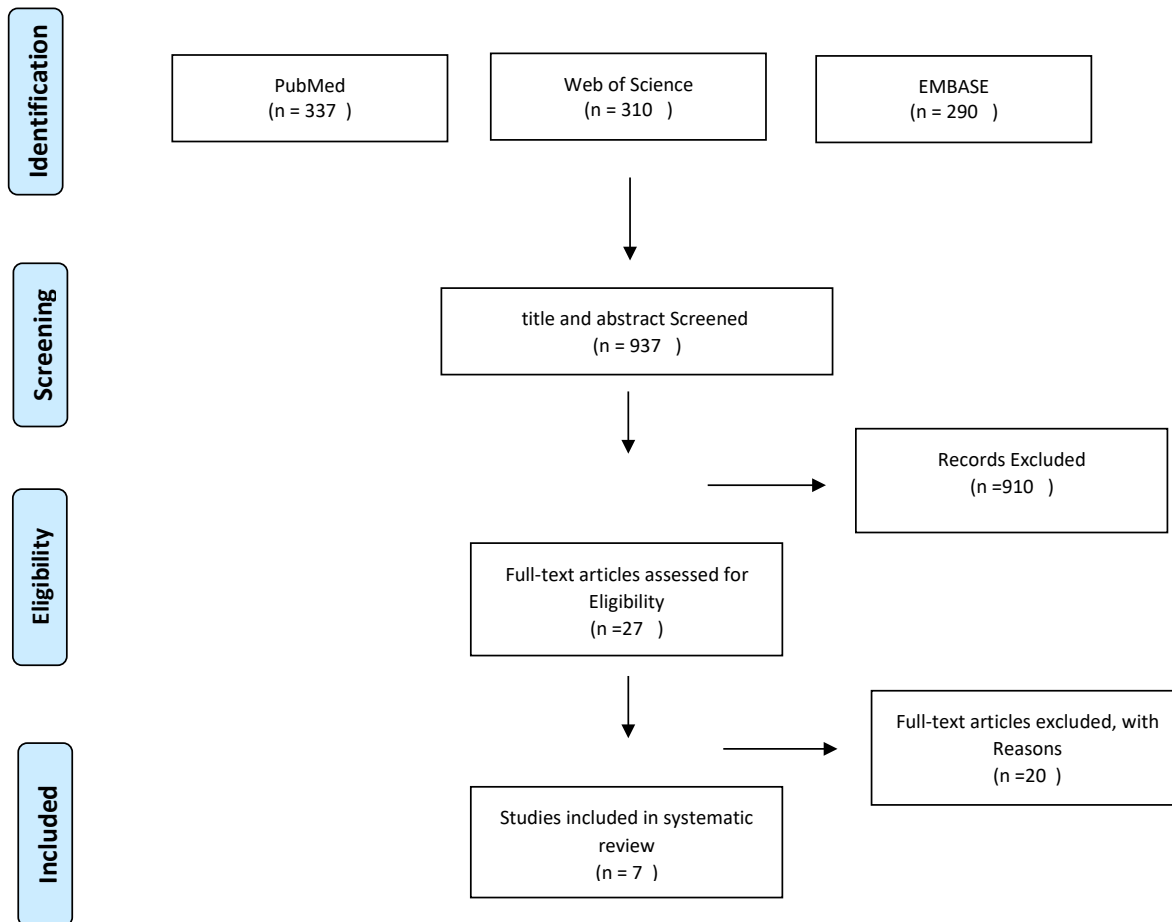 Identification
PubMed
(n = 337 )
Web of Science
(n = 310 )
EMBASE
(n = 290 )
Screening
title and abstract Screened
(n = 937 )
Records Excluded
(n =910 )
Eligibility
Full-text articles assessed for
Eligibility
(n =27 )
Full-text articles excluded, with
Reasons
(n =20 )
Included
Studies included in systematic
review
(n = 7 )